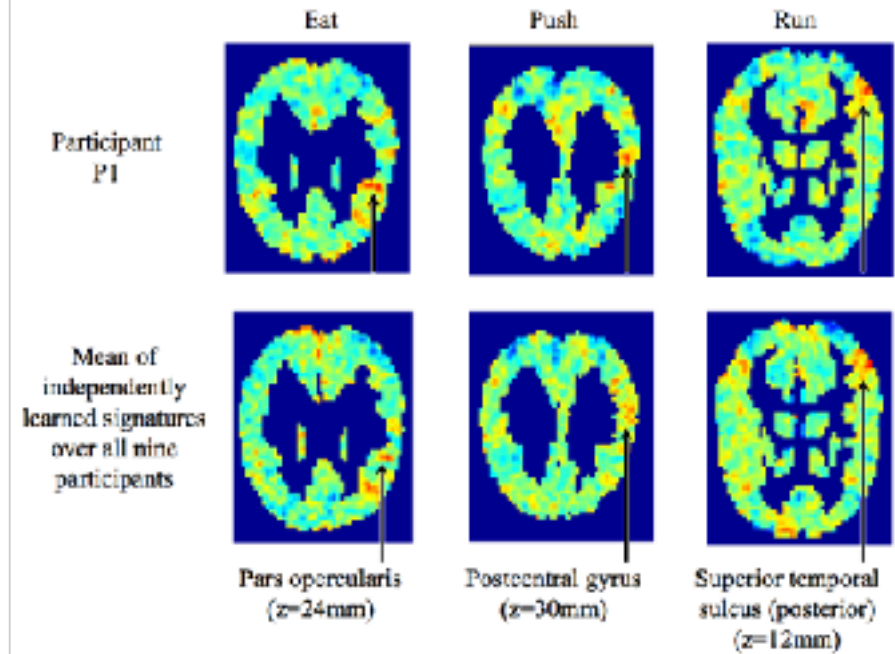 Eat Push Run
Participant
P1
Mean of
independently
learned signatures
over all nine
participants
Pars opercularis
(z=24mm)
Postcentral gyrus
(z=30mm)
Superior temporal
sulcus (posterior)
(z=12mm)